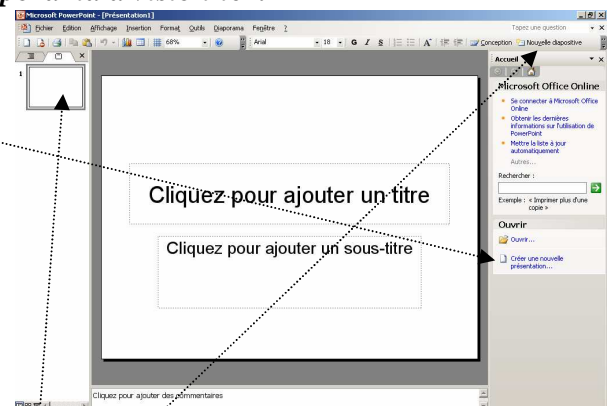 Microsoft PowerPoint - [Présentation1]
Fichier Edition Affichage Insertion Format Outils Diaporama Fenêtre ? Tapez une question
68% Arial 18 G I S Conception Nouvelle diapositive
Accueil
1
Microsoft Office Online
Se connecter à Microsoft Office
Online
Obtenir les dernières
informations sur l'utilisation de
PowerPoint
Mettre la liste à jour
automatiquement
Autres...
Rechercher :
Exemple : « Imprimer plus d'une
copie »
Ouvrir
Ouvrir...
Créer une nouvelle
présentation...
Cliquez pour ajouter un titre
Cliquez pour ajouter un sous-titre
Cliquez pour ajouter des commentaires